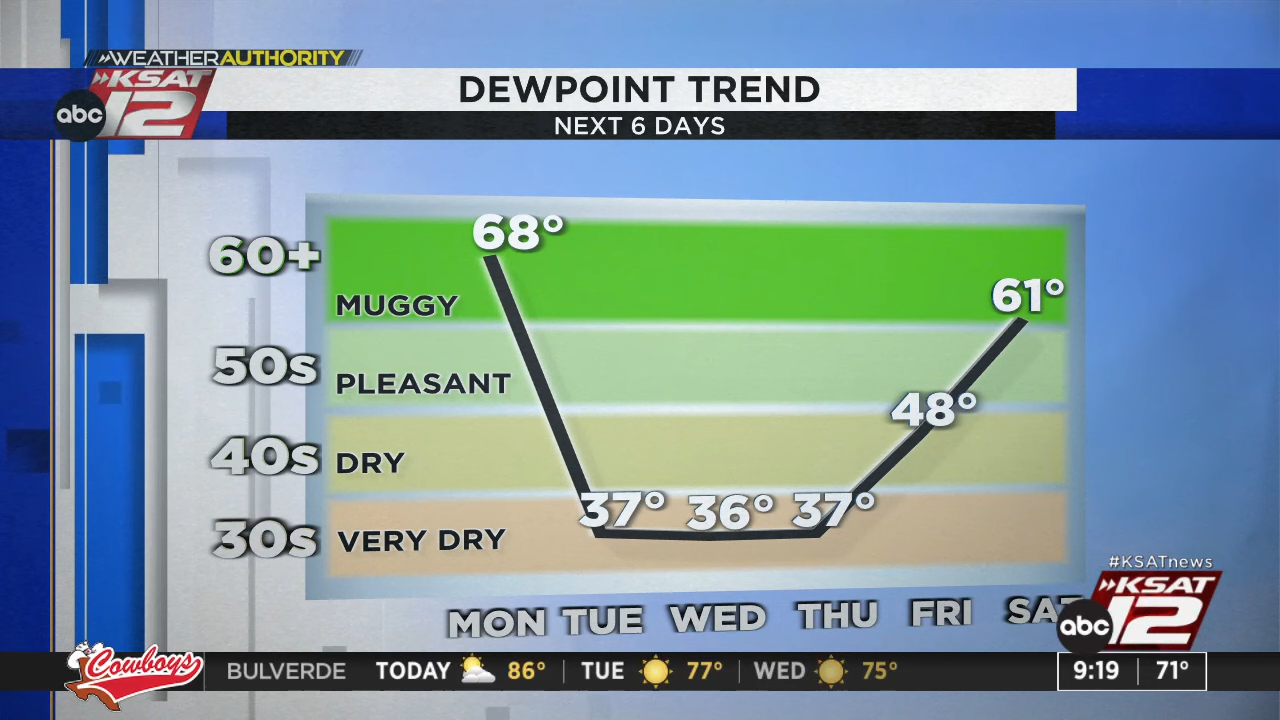 WEATHERAUTHORITY
KSAT
abc 12
DEWPOINT TREND
NEXT 6 DAYS
68°
60+
MUGGY
61°
50s PLEASANT
48°
40s DRY
37° 36° 37°
30s VERY DRY
#KSATnews
MON TUE WED THU FRI SAT
KSAT
abc 12
Cowboys
BULVERDE TODAY 86° TUE 77° WED 75° 9:19 71°